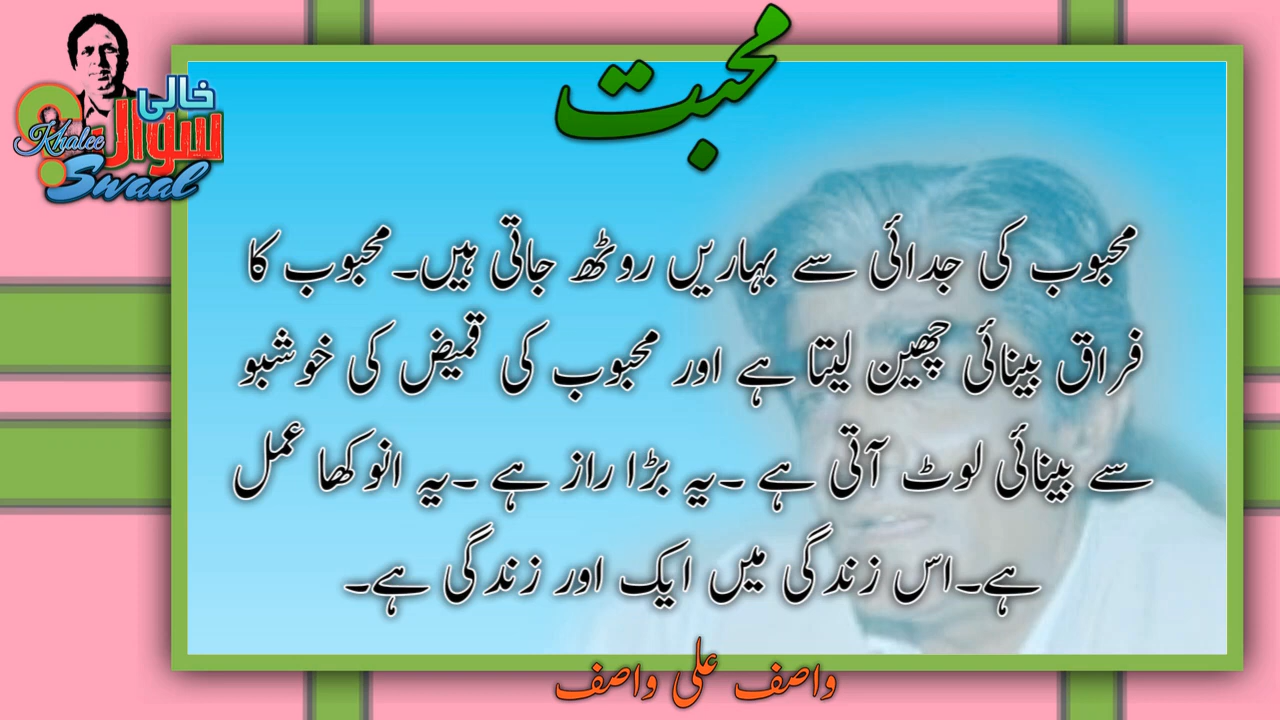 محبت
خالی
سوال
Khalee
Swaal
محبوب کی جدائی سے بہاریں روٹھ جاتی ہیں۔ محبوب کا
فراق بینائی چھین لیتا ہے اور محبوب کی قمیض کی خوشبو
سے بینائی لوٹ آتی ہے ۔یہ بڑا راز ہے ۔یہ انوکھا عمل
ہے۔اس زندگی میں ایک اور زندگی ہے۔
واصف علی واصف